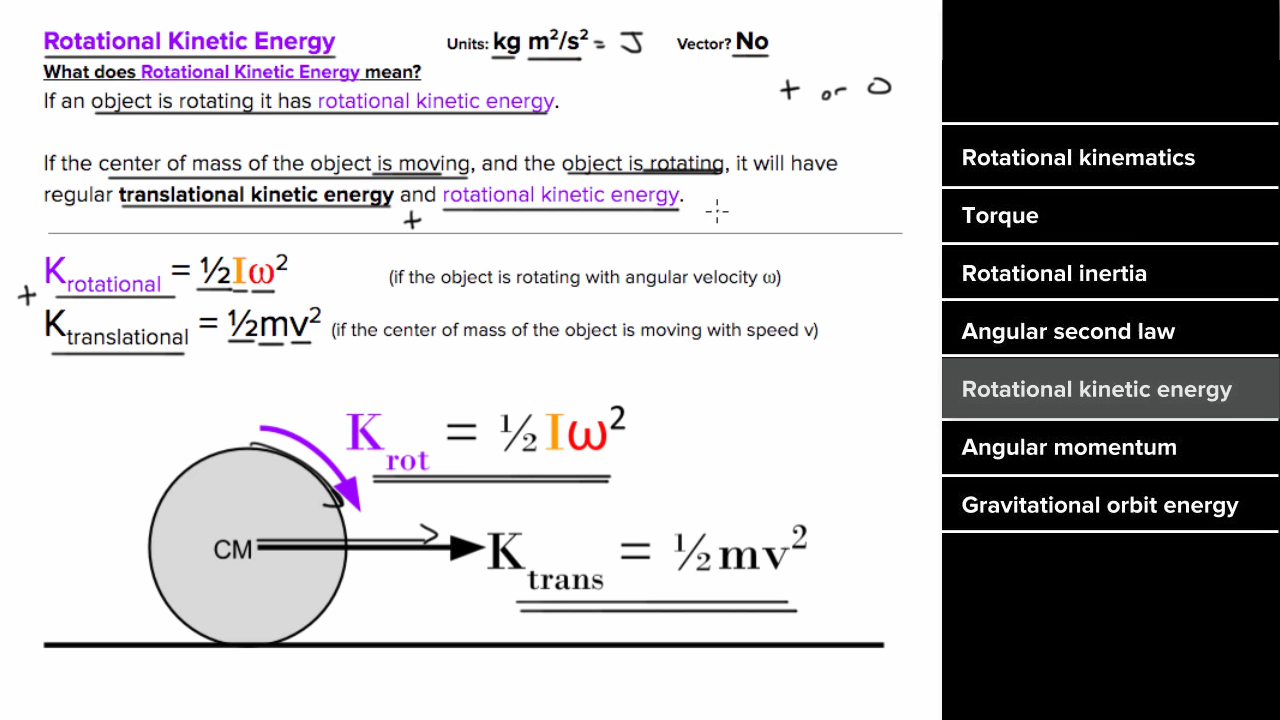 Rotational Kinetic Energy Units: kg m²/s² = J Vector? No
What does Rotational Kinetic Energy mean?
+ or 0
If an object is rotating it has rotational kinetic energy.
If the center of mass of the object is moving, and the object is rotating, it will have
regular translational kinetic energy and rotational kinetic energy.
+
K_rotational = ½Iω² (if the object is rotating with angular velocity ω)
+
K_translational = ½mv² (if the center of mass of the object is moving with speed v)
K_rot = ½Iω²
CM
K_trans = ½mv²
Rotational kinematics
Torque
Rotational inertia
Angular second law
Rotational kinetic energy
Angular momentum
Gravitational orbit energy